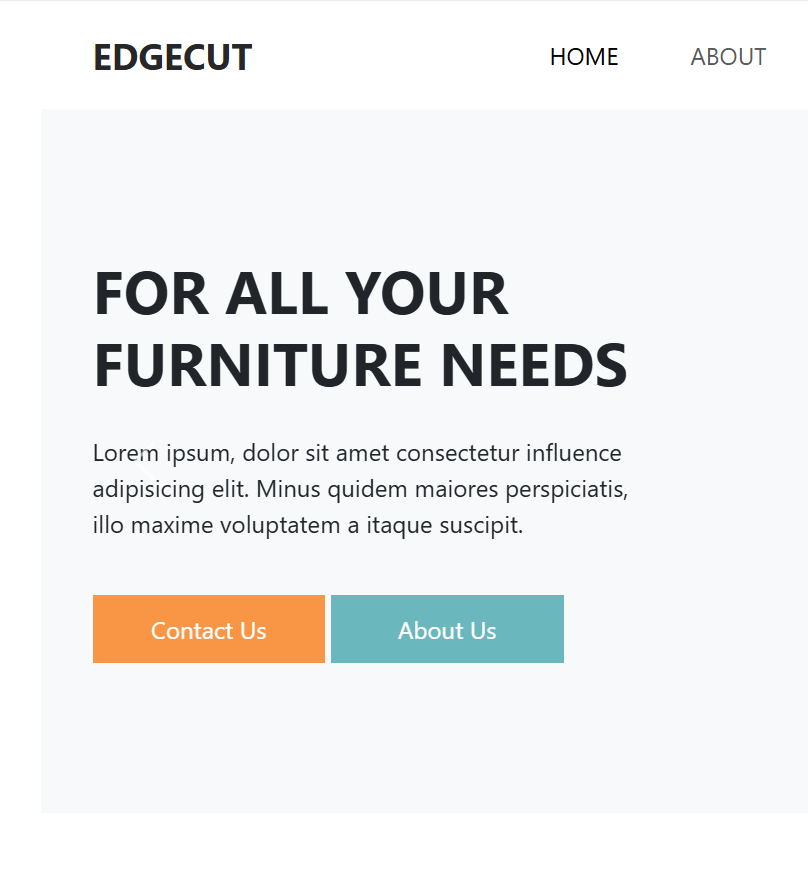 EDGECUT
HOME ABOUT
FOR ALL YOUR
FURNITURE NEEDS
Lorem ipsum, dolor sit amet consectetur influence
adipisicing elit. Minus quidem maiores perspiciatis,
illo maxime voluptatem a itaque suscipit.
Contact Us About Us